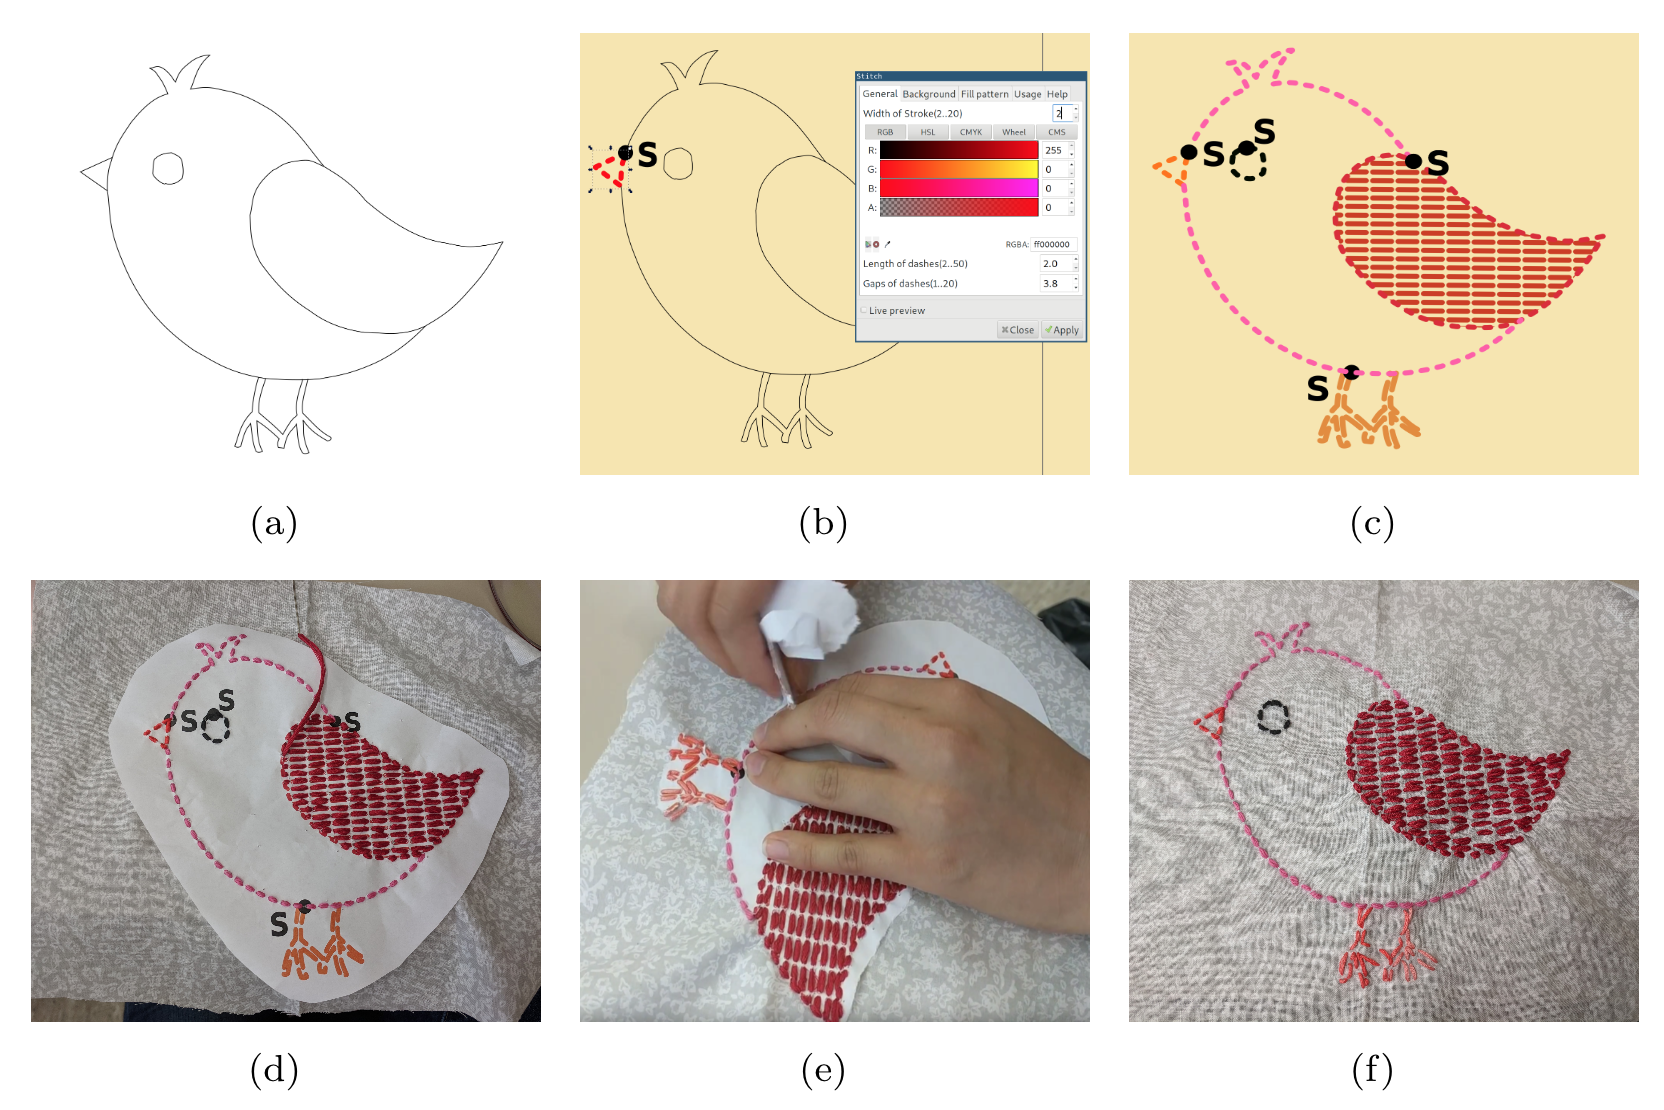 S
Stitch
General Background Fill pattern Usage Help
Width of Stroke(2..20) 2
RGB HSL CMYK Wheel CMS
R: 255
G: 0
B: 0
A: 0
RGBA: ff000000
Length of dashes(2..50) 2.0
Gaps of dashes(1..20) 3.8
Live preview
Close Apply
S
S
S
S
(a) (b) (c)
S
S
S
S
(d) (e) (f)